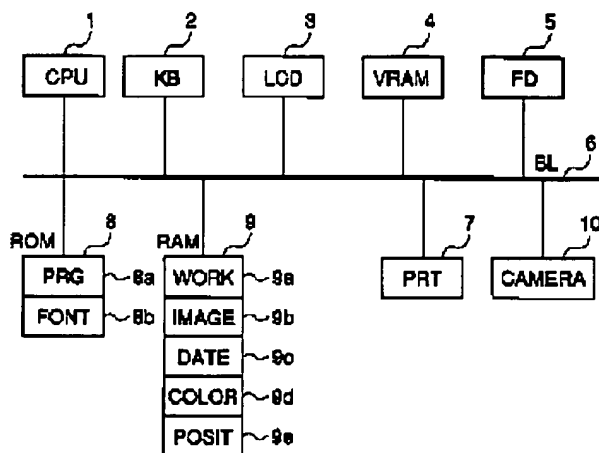 1 2 3 4 5
CPU KB LCD VRAM FD
BL 6
ROM 8 RAM 9 7 10
PRG 8a WORK 9a PRT CAMERA
FONT 8b IMAGE 9b
DATE 9c
COLOR 9d
POSIT 9e